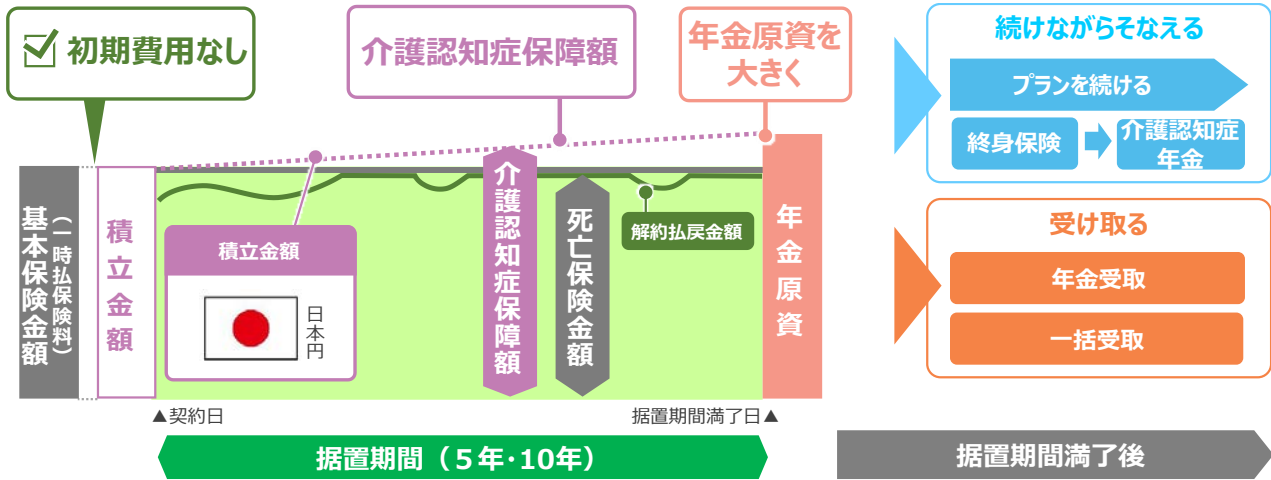 初期費用なし
介護認知症保障額
年金原資を
大きく
続けながらそなえる
プランを続ける
終身保険
介護認知症
年金
基本保険金額
(一時払保険料)
積立金額
積立金額
日本円
介護認知症保障額
死亡保険金額
解約払戻金額
年金原資
受け取る
年金受取
一括受取
▲契約日
据置期間満了日▲
据置期間(5年・10年)
据置期間満了後